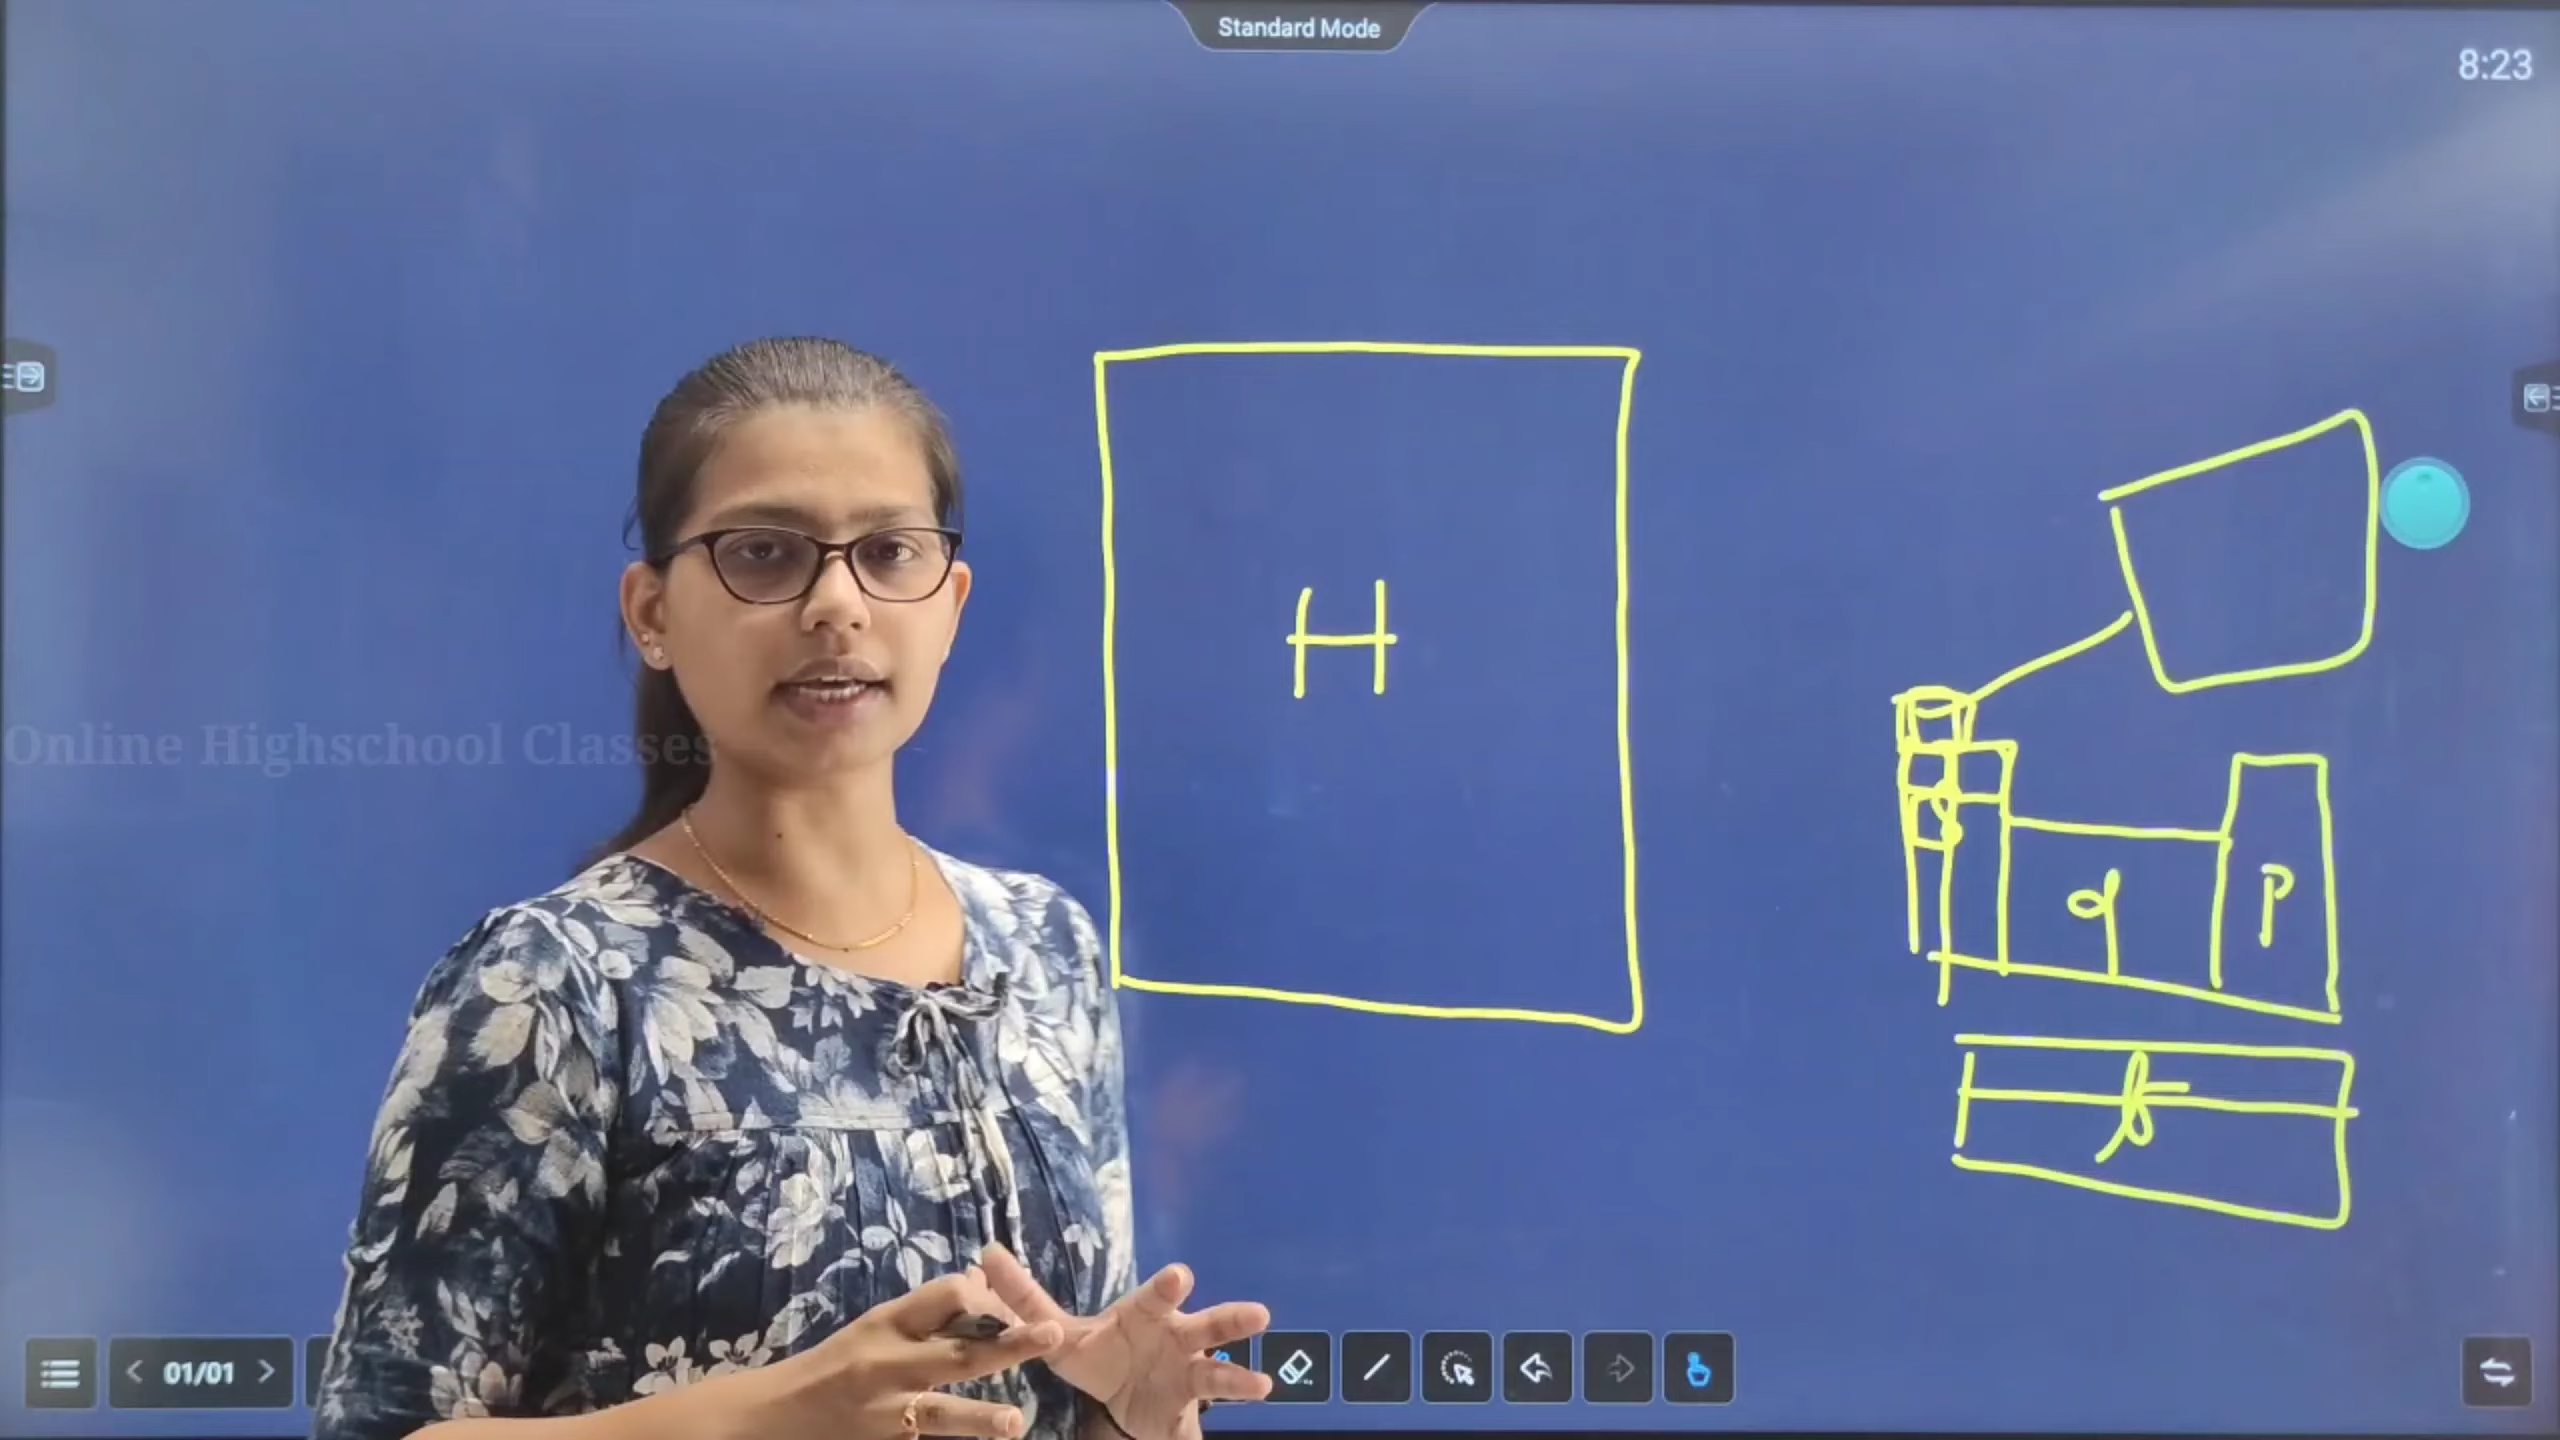 Standard Mode
8:23
H
Online Highschool Classes
d
p
f
01/01